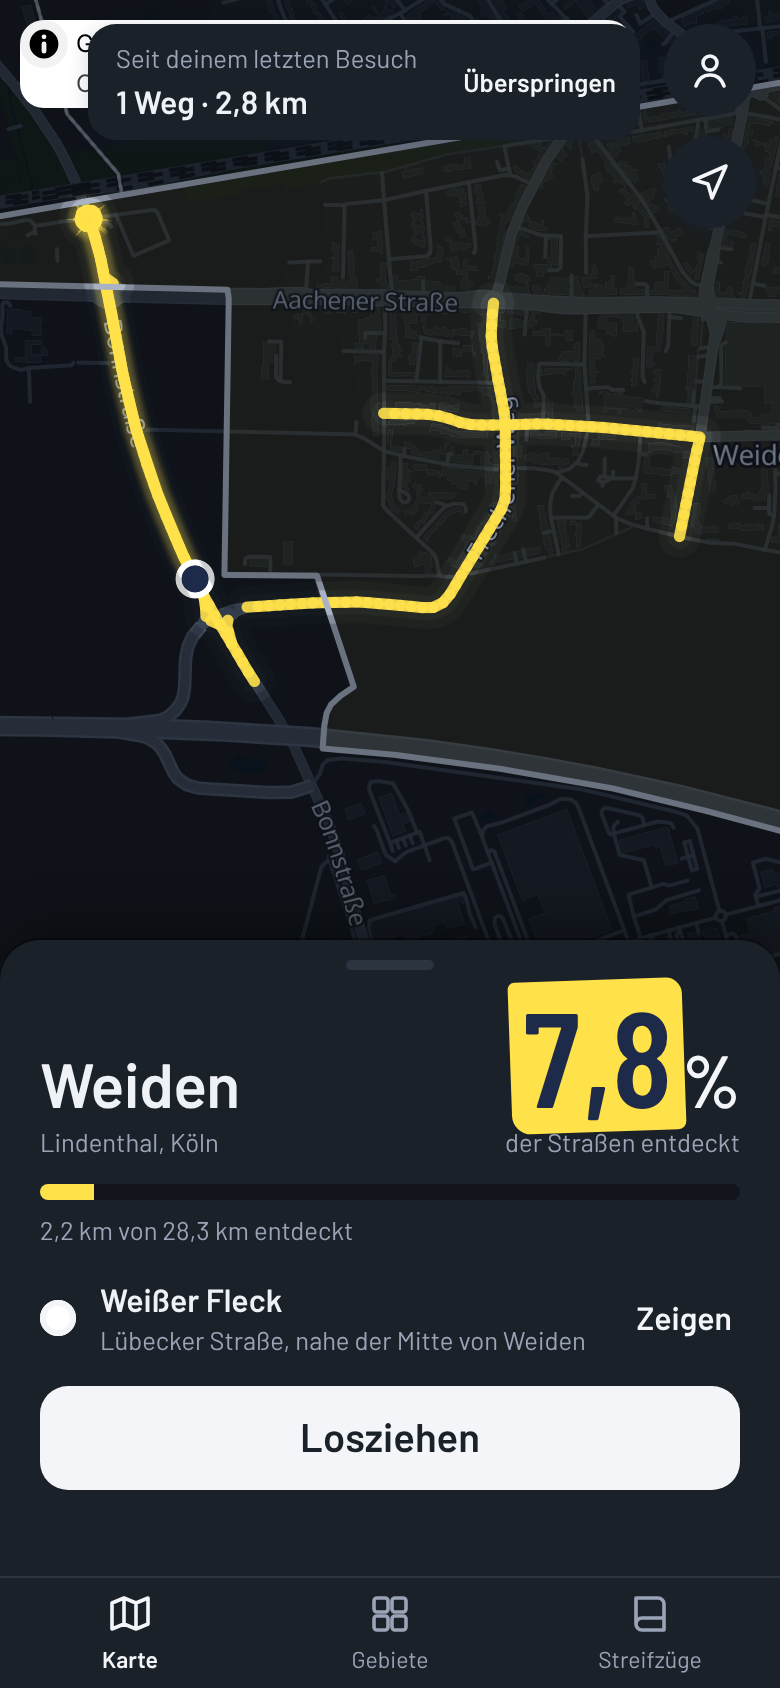 Seit deinem letzten Besuch
1 Weg · 2,8 km
Überspringen
Aachener Straße
Bonnstraße
Weid
Bonnstraße
Weiden
7,8%
Lindenthal, Köln
der Straßen entdeckt
2,2 km von 28,3 km entdeckt
Weißer Fleck
Lübecker Straße, nahe der Mitte von Weiden
Zeigen
Losziehen
Karte
Gebiete
Streifzüge